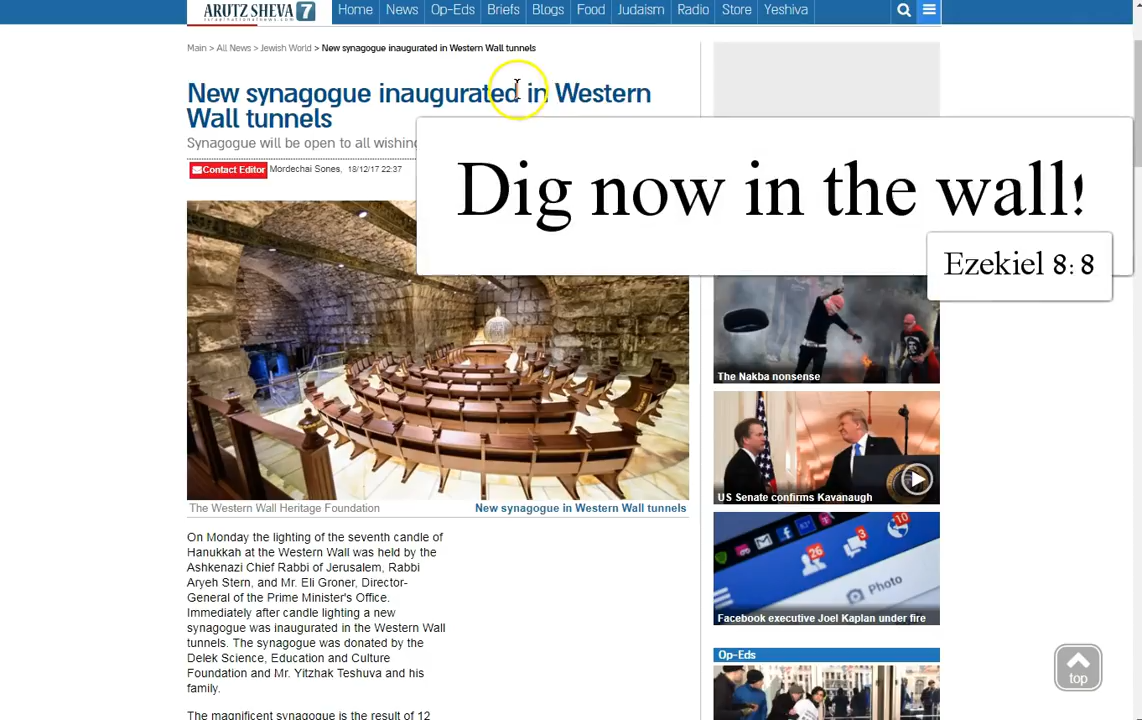 ARUTZ SHEVA 7
israelnationalnews.com
Home News Op-Eds Briefs Blogs Food Judaism Radio Store Yeshiva
Main > All News > Jewish World > New synagogue inaugurated in Western Wall tunnels
New synagogue inaugurated in Western
Wall tunnels
Synagogue will be open to all wishing
Contact Editor Mordechai Sones, 18/12/17 22:37
Dig now in the wall!
Ezekiel 8:8
The Western Wall Heritage Foundation New synagogue in Western Wall tunnels
On Monday the lighting of the seventh candle of
Hanukkah at the Western Wall was held by the
Ashkenazi Chief Rabbi of Jerusalem, Rabbi
Aryeh Stern, and Mr. Eli Groner, Director-
General of the Prime Minister's Office.
Immediately after candle lighting a new
synagogue was inaugurated in the Western Wall
tunnels. The synagogue was donated by the
Delek Science, Education and Culture
Foundation and Mr. Yitzhak Teshuva and his
family.
The magnificent synagogue is the result of 12
The Nakba nonsense
US Senate confirms Kavanaugh
26
3
10
Photo
Facebook executive Joel Kaplan under fire
Op-Eds
top